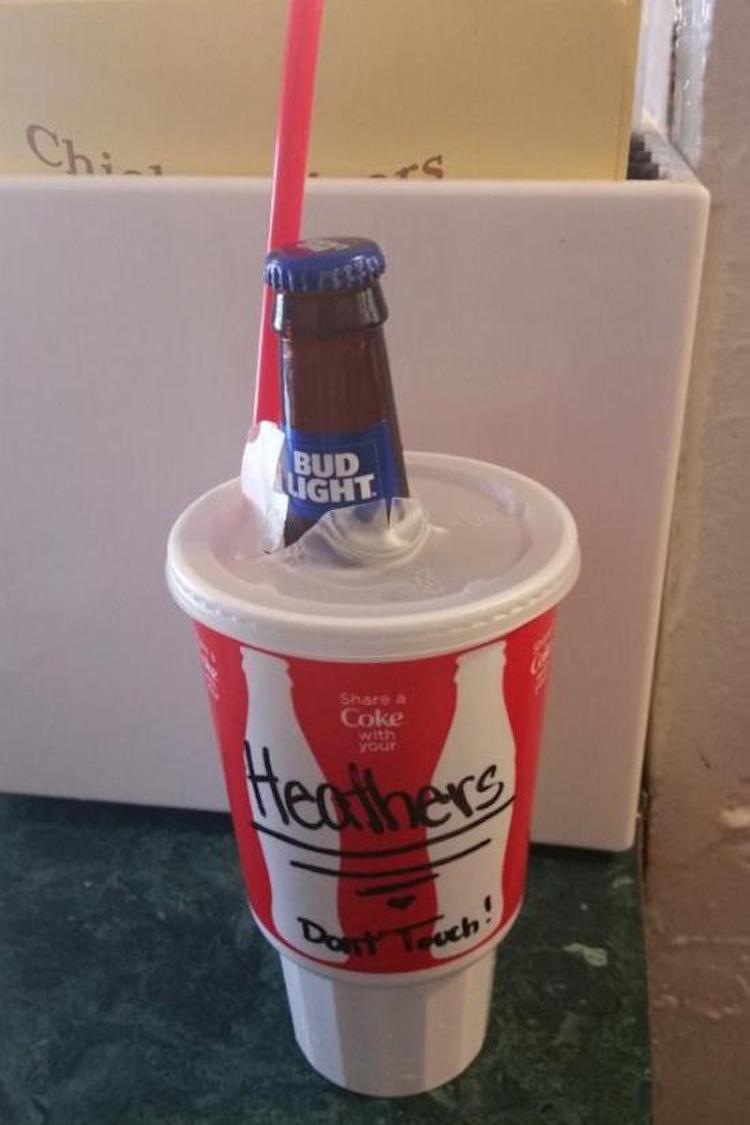 BUD
LIGHT
Share a
Coke
with
your
Heathers
Don't Touch!